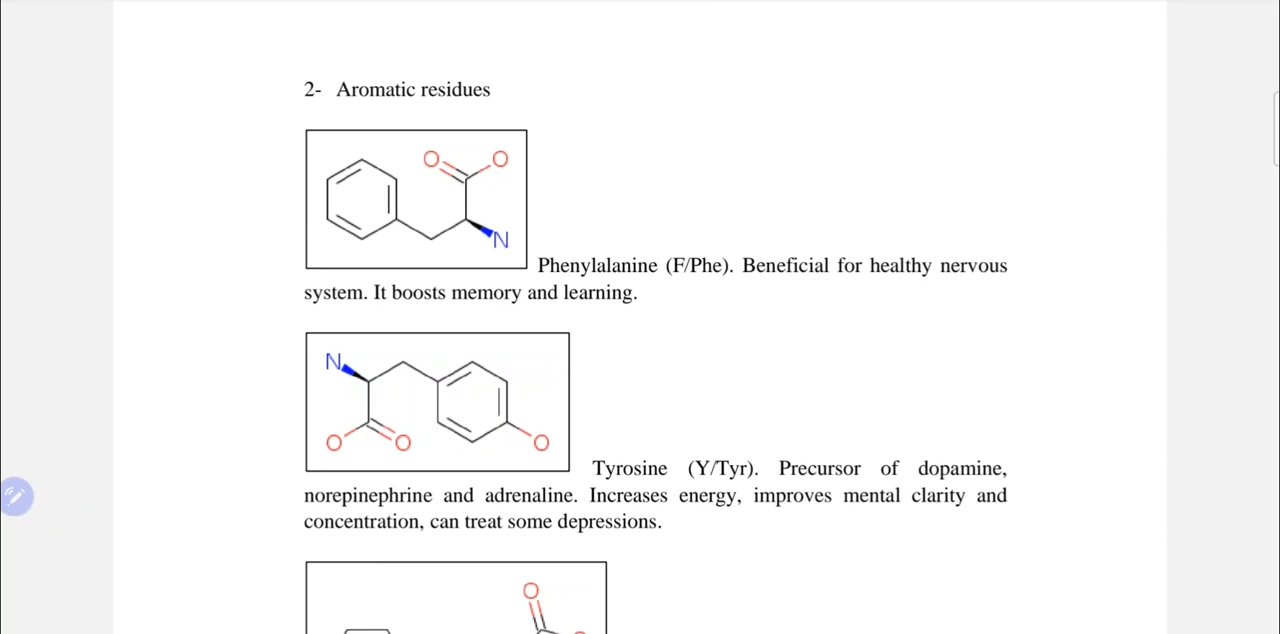 2- Aromatic residues
O O
N
Phenylalanine (F/Phe). Beneficial for healthy nervous
system. It boosts memory and learning.
N
O O O
Tyrosine (Y/Tyr). Precursor of dopamine,
norepinephrine and adrenaline. Increases energy, improves mental clarity and
concentration, can treat some depressions.
O